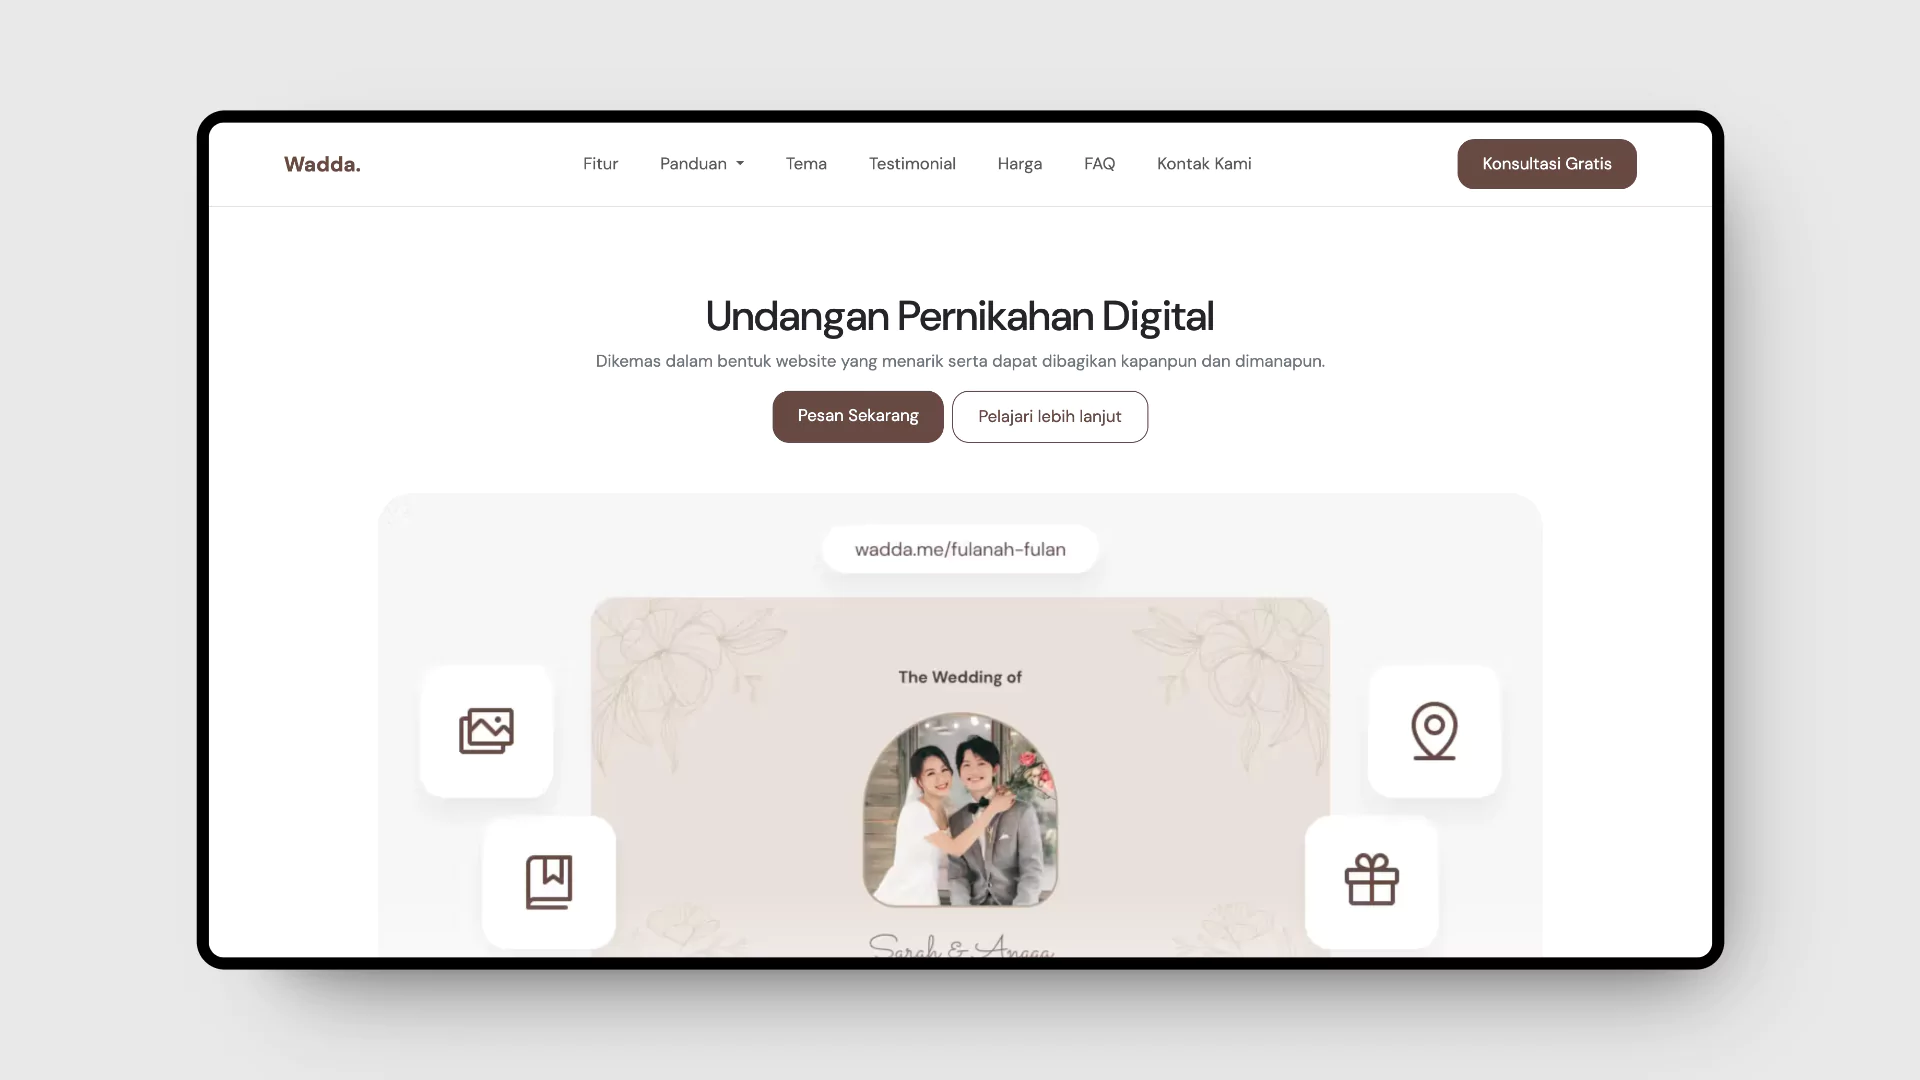 Wadda.
Fitur
Panduan
Tema
Testimonial
Harga
FAQ
Kontak Kami
Konsultasi Gratis
Undangan Pernikahan Digital
Dikemas dalam bentuk website yang menarik serta dapat dibagikan kapanpun dan dimanapun.
Pesan Sekarang
Pelajari lebih lanjut
wadda.me/fulanah-fulan
The Wedding of
Sarah & Angga